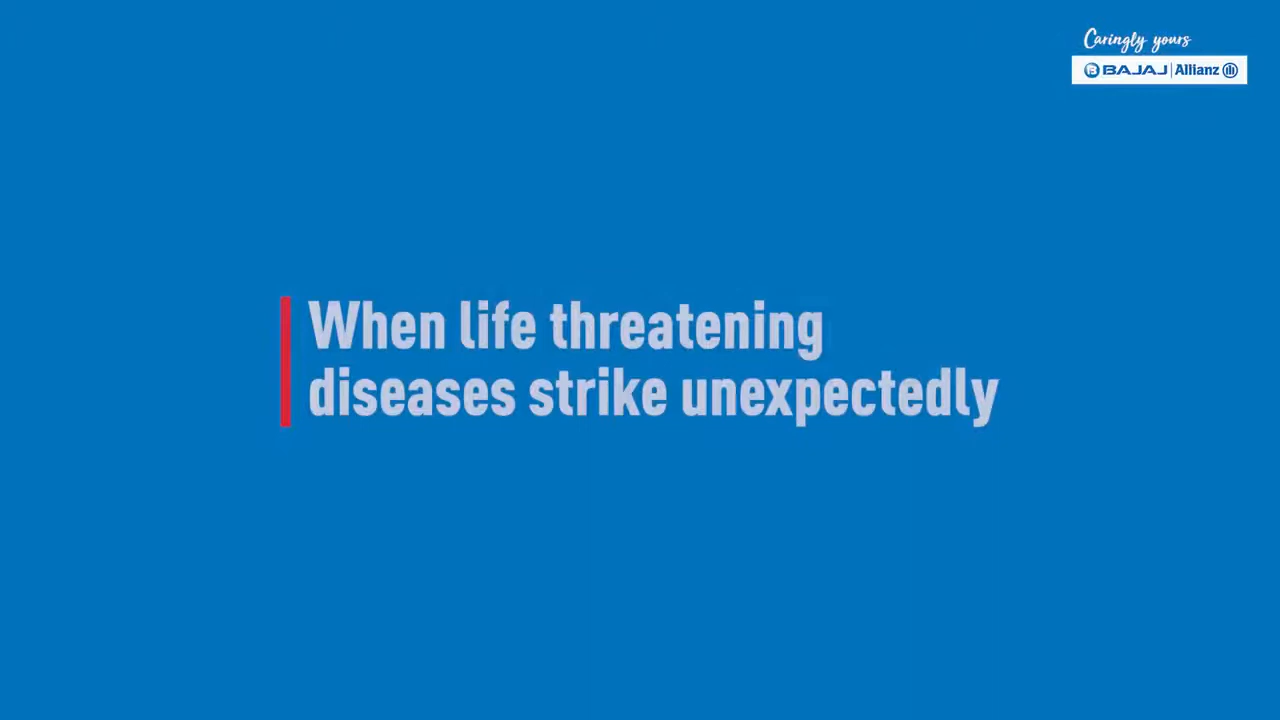 Caringly yours
BAJAJ | Allianz
When life threatening
diseases strike unexpectedly